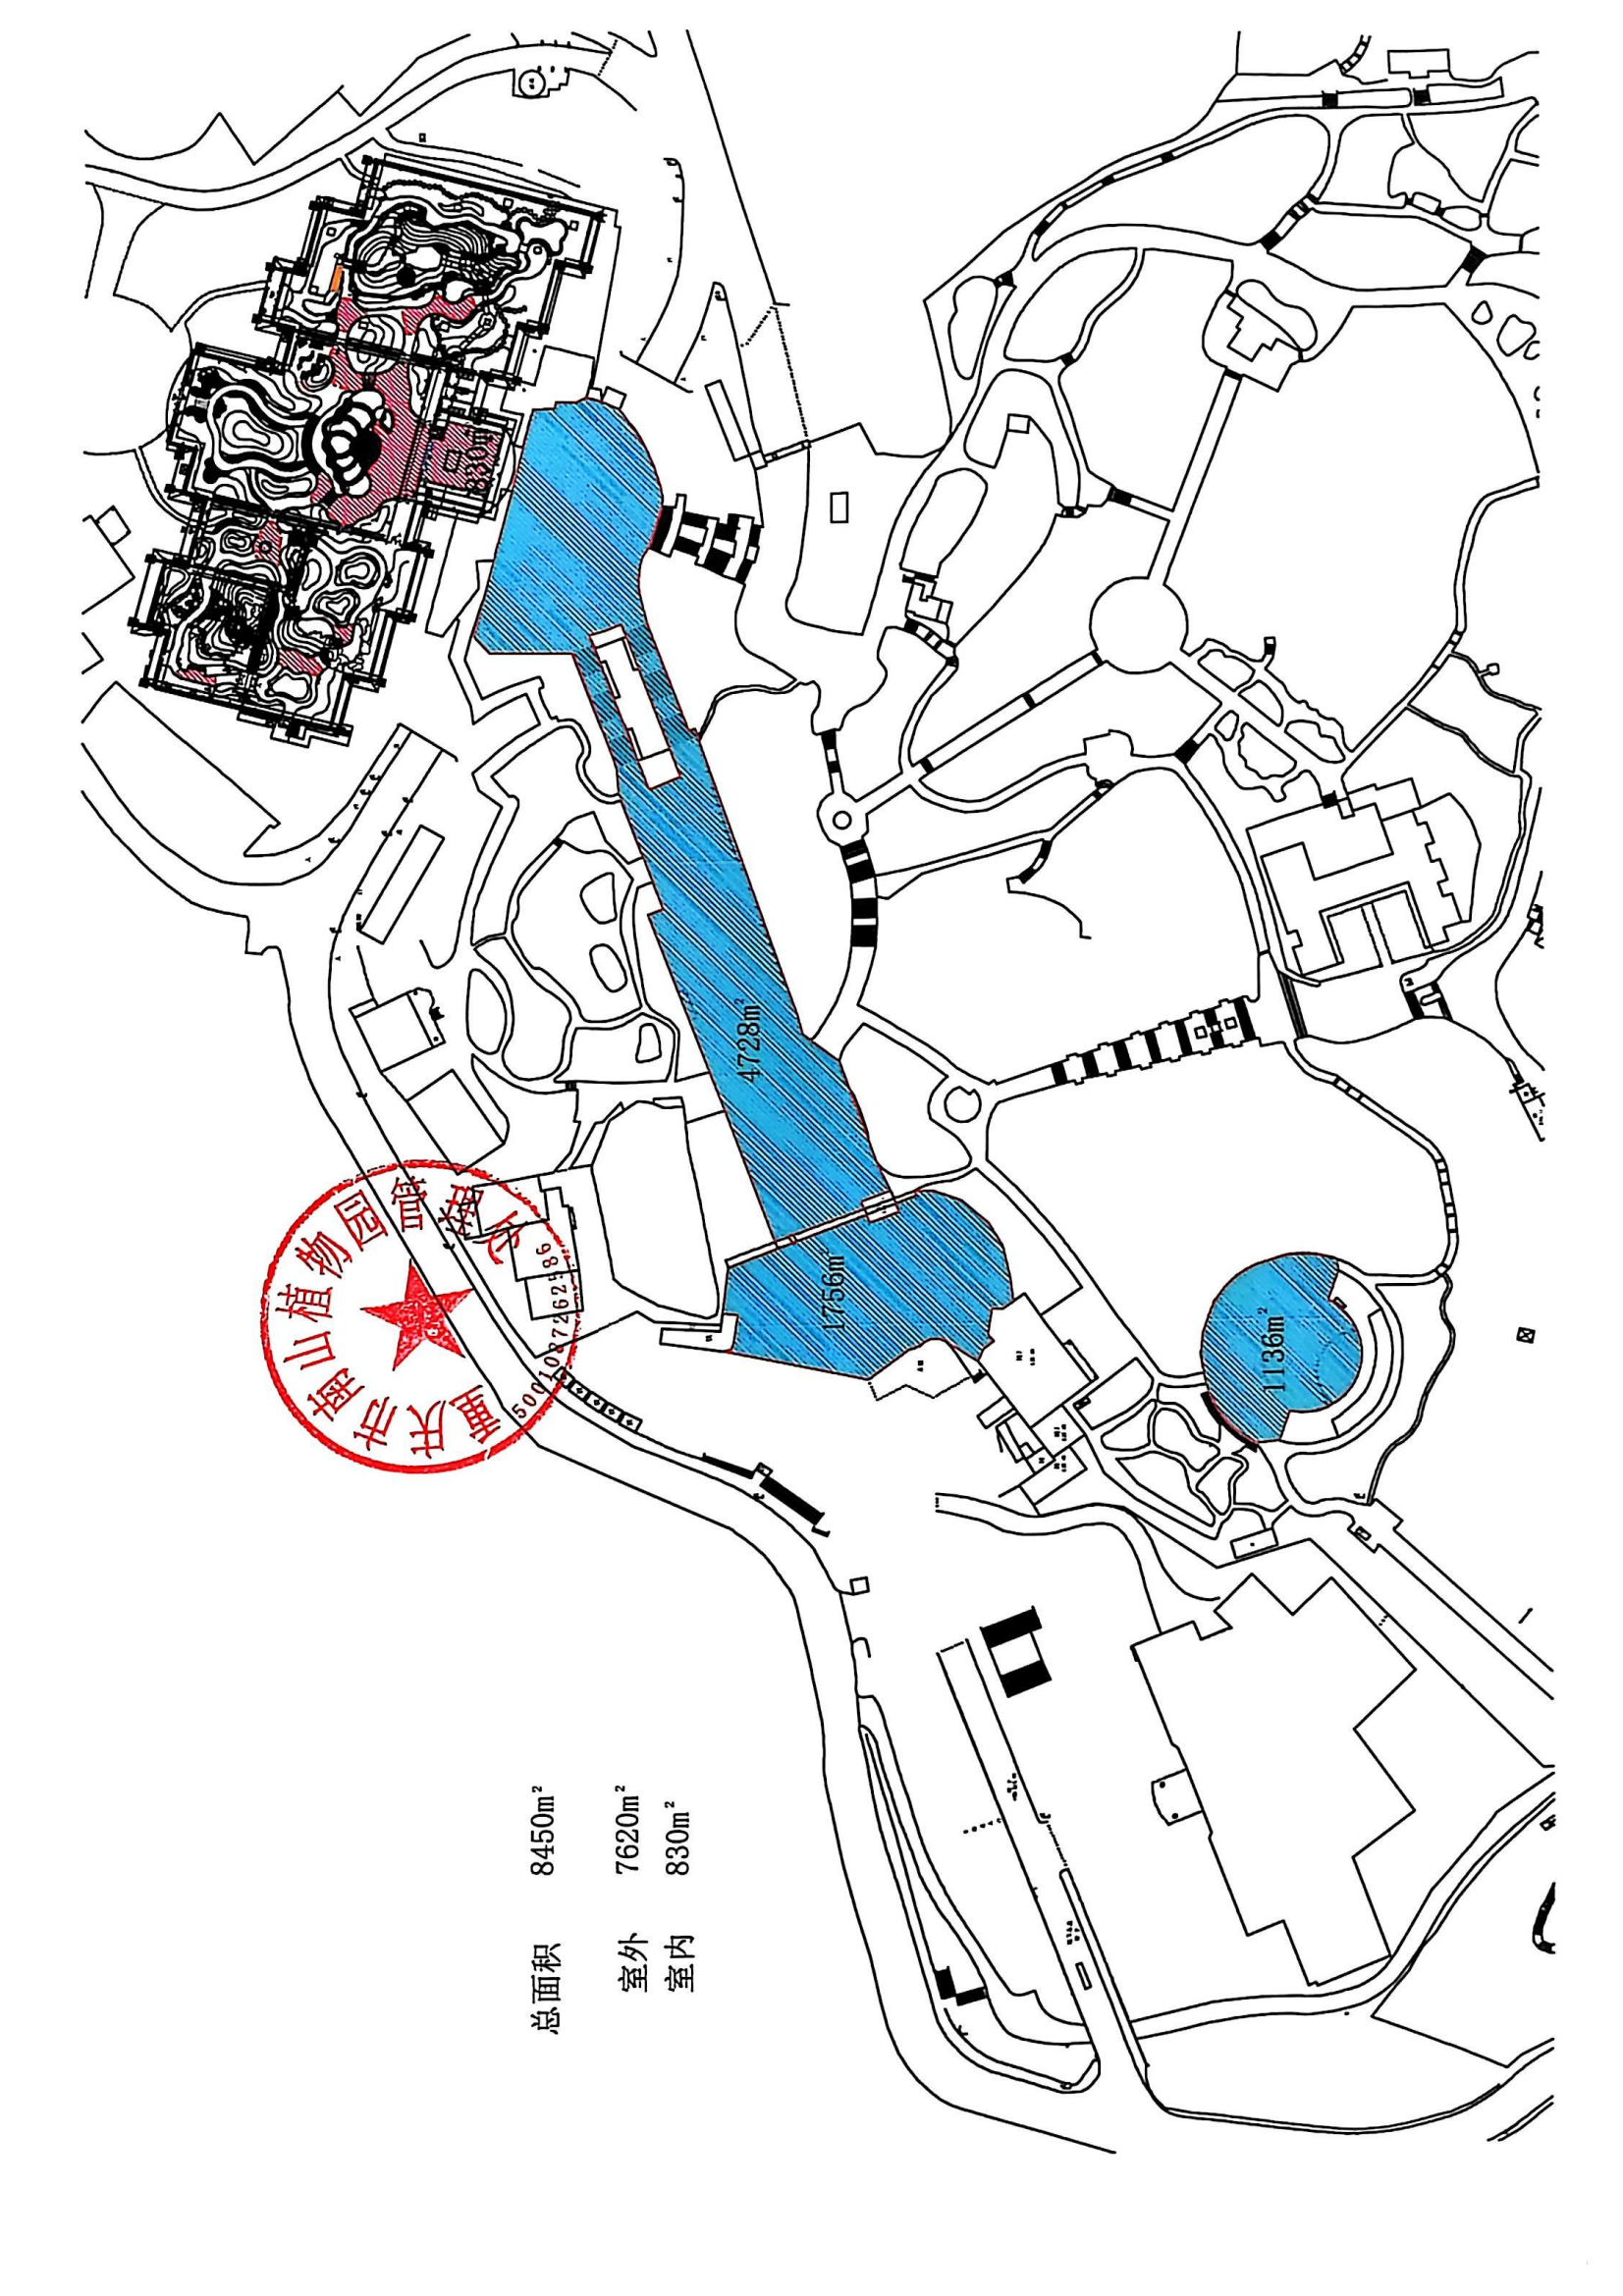 830m²
4728m²
1756m²
1136m²
重庆市南山植物园管理处
总面积 8450m²
室外 7620m²
室内 830m²